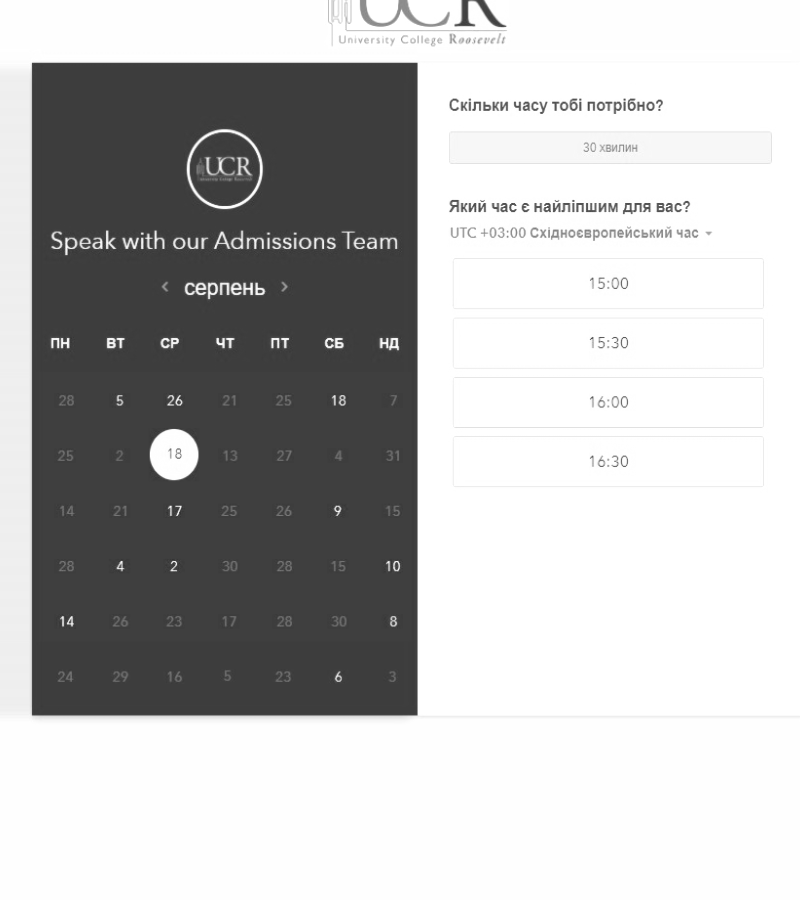 UCR
University College Roosevelt
UCR
Speak with our Admissions Team
< серпень >
ПН ВТ СР ЧТ ПТ СБ НД
28 5 26 21 25 18 7
25 2 18 13 27 4 31
14 21 17 25 26 9 15
28 4 2 30 28 15 10
14 26 23 17 28 30 8
24 29 16 5 23 6 3
Скільки часу тобі потрібно?
30 хвилин
Який час є найліпшим для вас?
UTC +03:00 Східноєвропейський час
15:00
15:30
16:00
16:30